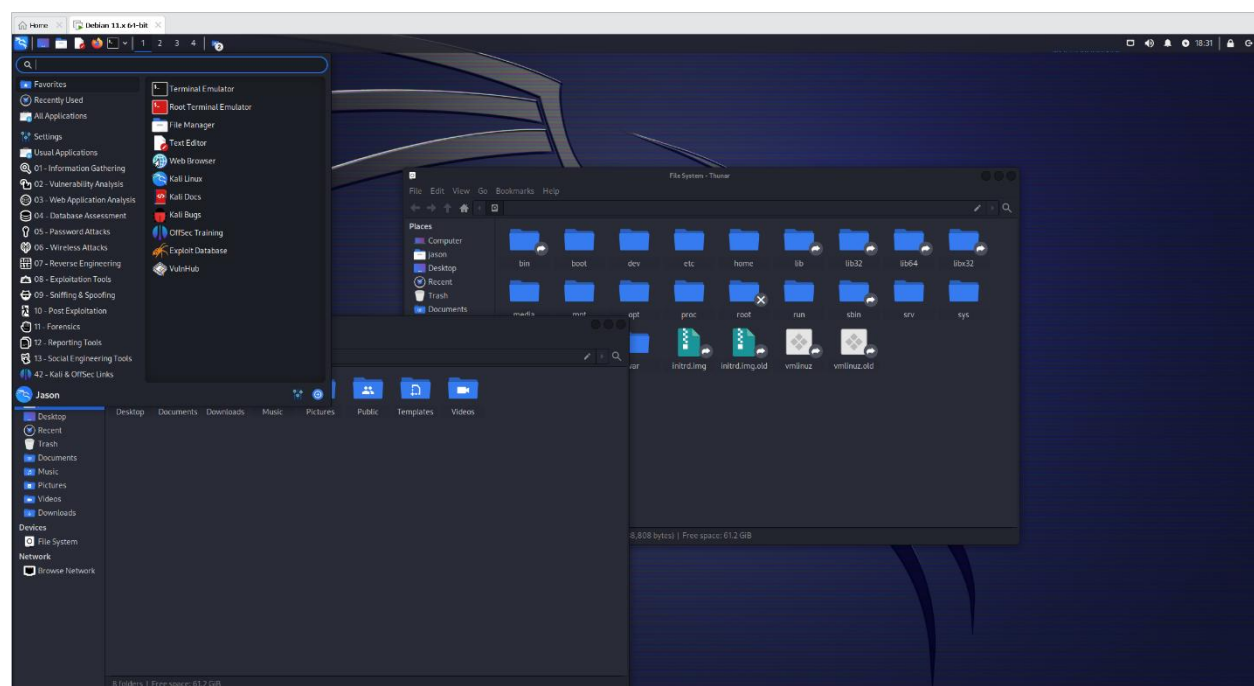 Home
Debian 11.x 64-bit
1 2 3 4
18:31
Favorites
Recently Used
All Applications
Settings
Usual Applications
01 - Information Gathering
02 - Vulnerability Analysis
03 - Web Application Analysis
04 - Database Assessment
05 - Password Attacks
06 - Wireless Attacks
07 - Reverse Engineering
08 - Exploitation Tools
09 - Sniffing & Spoofing
10 - Post Exploitation
11 - Forensics
12 - Reporting Tools
13 - Social Engineering Tools
42 - Kali & OffSec Links
Jason
Terminal Emulator
Root Terminal Emulator
File Manager
Text Editor
Web Browser
Kali Linux
Kali Docs
Kali Bugs
OffSec Training
Exploit Database
VulnHub
File System - Thunar
File Edit View Go Bookmarks Help
Places
Computer
jason
Desktop
Recent
Trash
Documents
bin boot dev etc home lib lib32 lib64 libx32
media mnt opt proc root run sbin srv sys
var initrd.img initrd.img.old vmlinuz vmlinuz.old
8,808 bytes) | Free space: 61.2 GiB
Desktop
Recent
Trash
Documents
Music
Pictures
Videos
Downloads
Devices
File System
Network
Browse Network
Desktop Documents Downloads Music Pictures Public Templates Videos
8 folders | Free space: 61.2 GiB